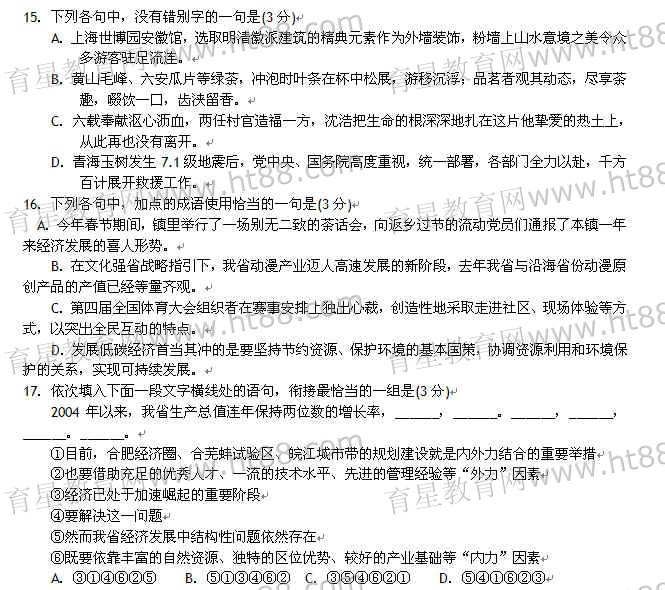 15. 下列各句中，没有错别字的一句是(3分)
A. 上海世博园安徽馆，选取明清徽派建筑的精典元素作为外墙装饰，粉墙上山水意境之美令众
多游客驻足流连。
B. 黄山毛峰、六安瓜片等绿茶，冲泡时叶条在杯中松展，游移沉浮；品茗者观其动态，尽享茶
趣，啜饮一口，齿浃留香。
C. 六载奉献沤心沥血，两任村官造福一方，沈浩把生命的根深深地扎在这片他挚爱的热土上，
从此再也没有离开。
D. 青海玉树发生 7.1 级地震后，党中央、国务院高度重视，统一部署，各部门全力以赴，千方
百计展开救援工作。
16. 下列各句中，加点的成语使用恰当的一句是(3分)
A. 今年春节期间，镇里举行了一场别无二致的茶话会，向返乡过节的流动党员们通报了本镇一年
来经济发展的喜人形势。
B. 在文化强省战略指引下，我省动漫产业迈人高速发展的新阶段，去年我省与沿海省份动漫原
创产品的产值已经等量齐观。
C. 第四届全国体育大会组织者在赛事安排上独出心裁，创造性地采取走进社区、现场体验等方
式，以突出全民互动的特点。
D. 发展低碳经济首当其冲的是要坚持节约资源、保护环境的基本国策，协调资源利用和环境保
护的关系，实现可持续发展。
17. 依次填入下面一段文字横线处的语句，衔接最恰当的一组是(3分)
2004 年以来，我省生产总值连年保持两位数的增长率，______，______。______，______，
______。______。
①目前，合肥经济圈、合芜蚌试验区、皖江城市带的规划建设就是内外力结合的重要举措
②也要借助充足的优秀人才、一流的技术水平、先进的管理经验等“外力”因素
③经济已处于加速崛起的重要阶段
④要解决这一问题
⑤然而我省经济发展中结构性问题依然存在
⑥既要依靠丰富的自然资源、独特的区位优势、较好的产业基础等“内力”因素
A. ③①④⑥②⑤ B. ⑤①③④⑥② C. ③⑤④⑥②① D. ⑤④①⑥②③
育星教育网 www.ht88.com